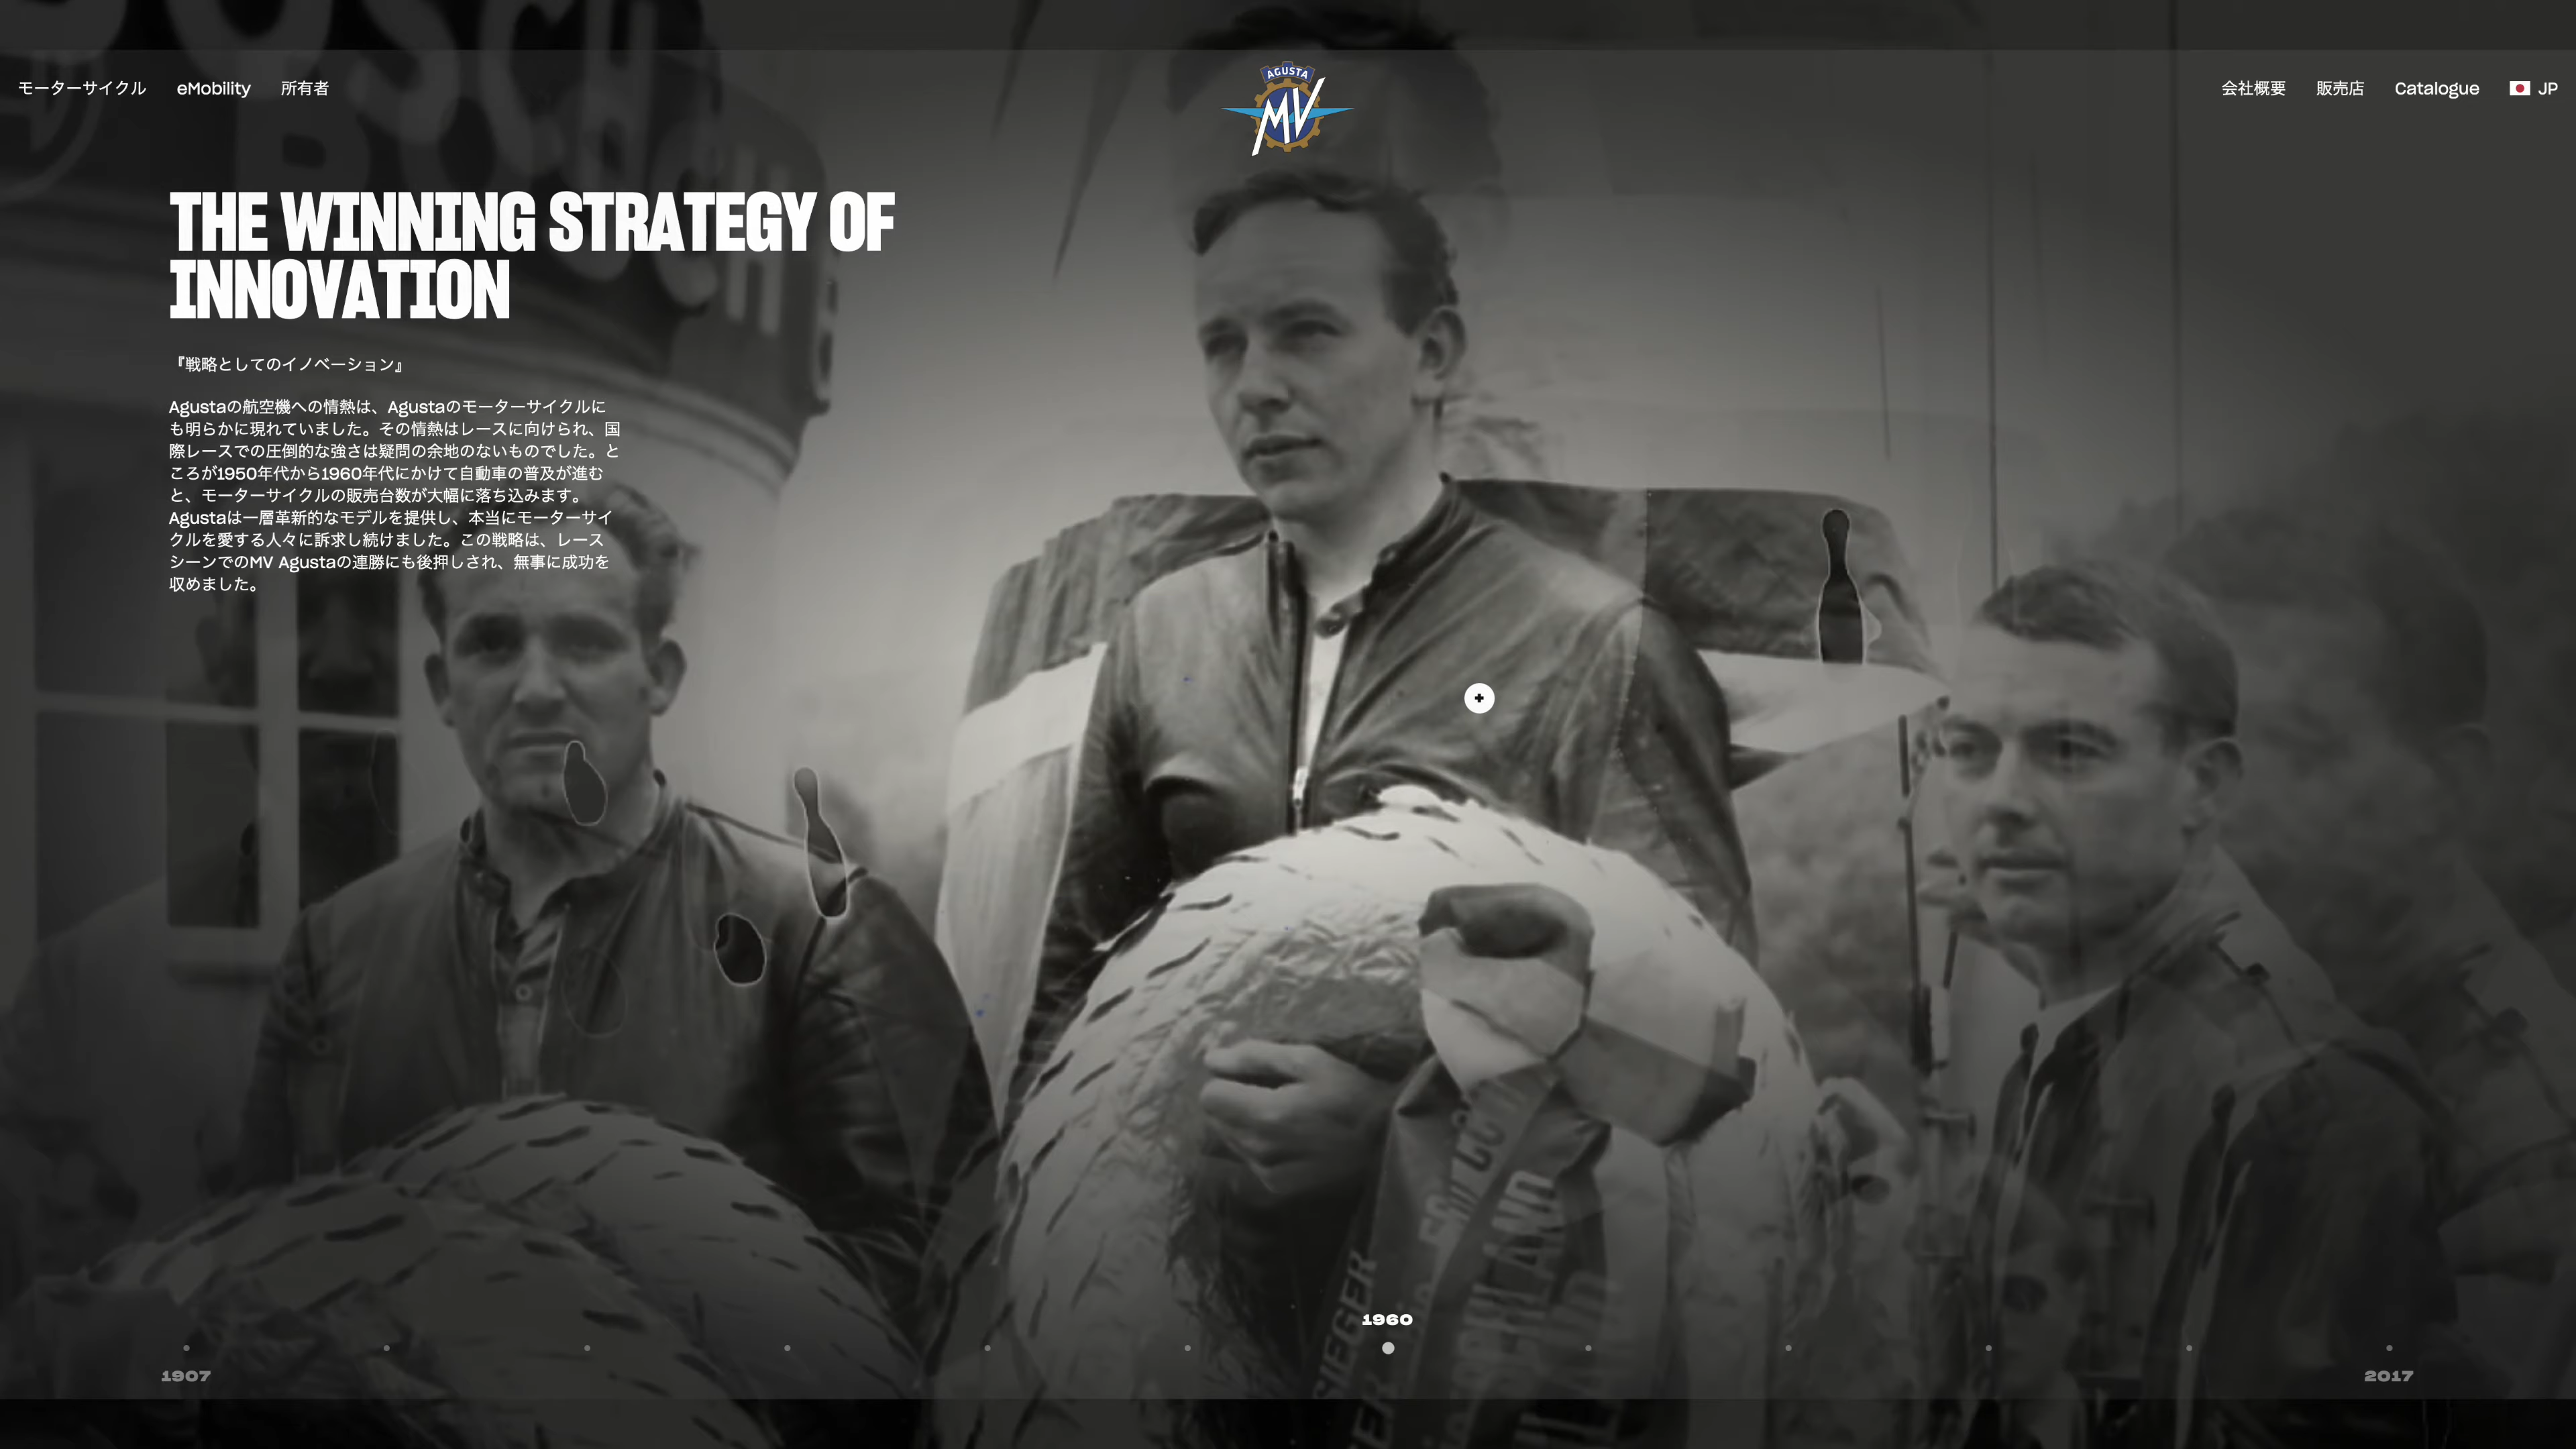 BOSCH
モーターサイクル
eMobility
所有者
AGUSTA
MV
会社概要
販売店
Catalogue
JP
THE WINNING STRATEGY OF
INNOVATION
『戦略としてのイノベーション』
Agustaの航空機への情熱は、Agustaのモーターサイクルに
も明らかに現れていました。その情熱はレースに向けられ、国
際レースでの圧倒的な強さは疑問の余地のないものでした。と
ころが1950年代から1960年代にかけて自動車の普及が進む
と、モーターサイクルの販売台数が大幅に落ち込みます。
Agustaは一層革新的なモデルを提供し、本当にモーターサイ
クルを愛する人々に訴求し続けました。この戦略は、レース
シーンでのMV Agustaの連勝にも後押しされ、無事に成功を
収めました。
SIEGER
1960
1907
2017